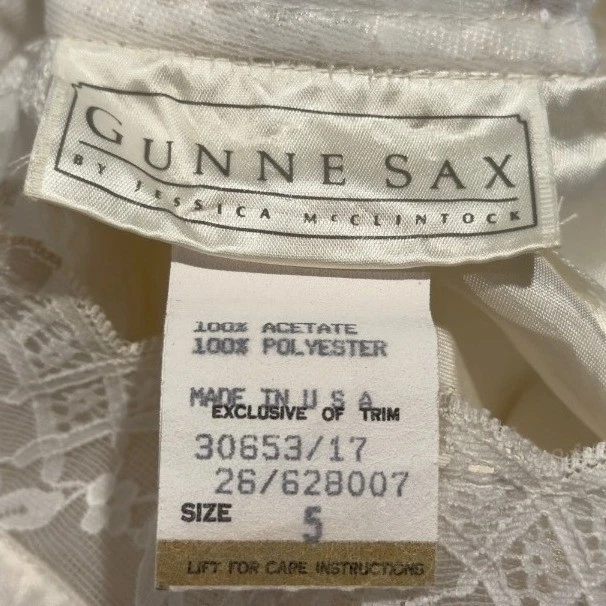 GUNNE SAX
BY JESSICA McCLINTOCK
100% ACETATE
100% POLYESTER
MADE IN U S A
EXCLUSIVE OF TRIM
30653/17
26/628007
SIZE 5
LIFT FOR CARE INSTRUCTIONS